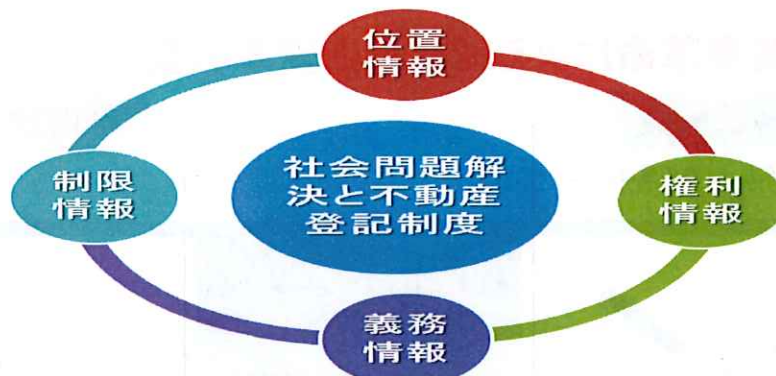 位置
情報
社会問題解
決と不動産
登記制度
制限
情報
権利
情報
義務
情報